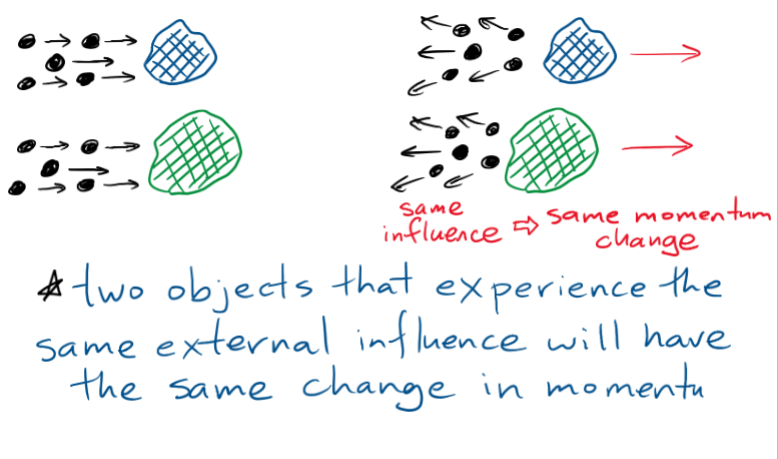 same
influence ⇨ same momentum
change
* two objects that experience the
same external influence will have
the same change in momentu